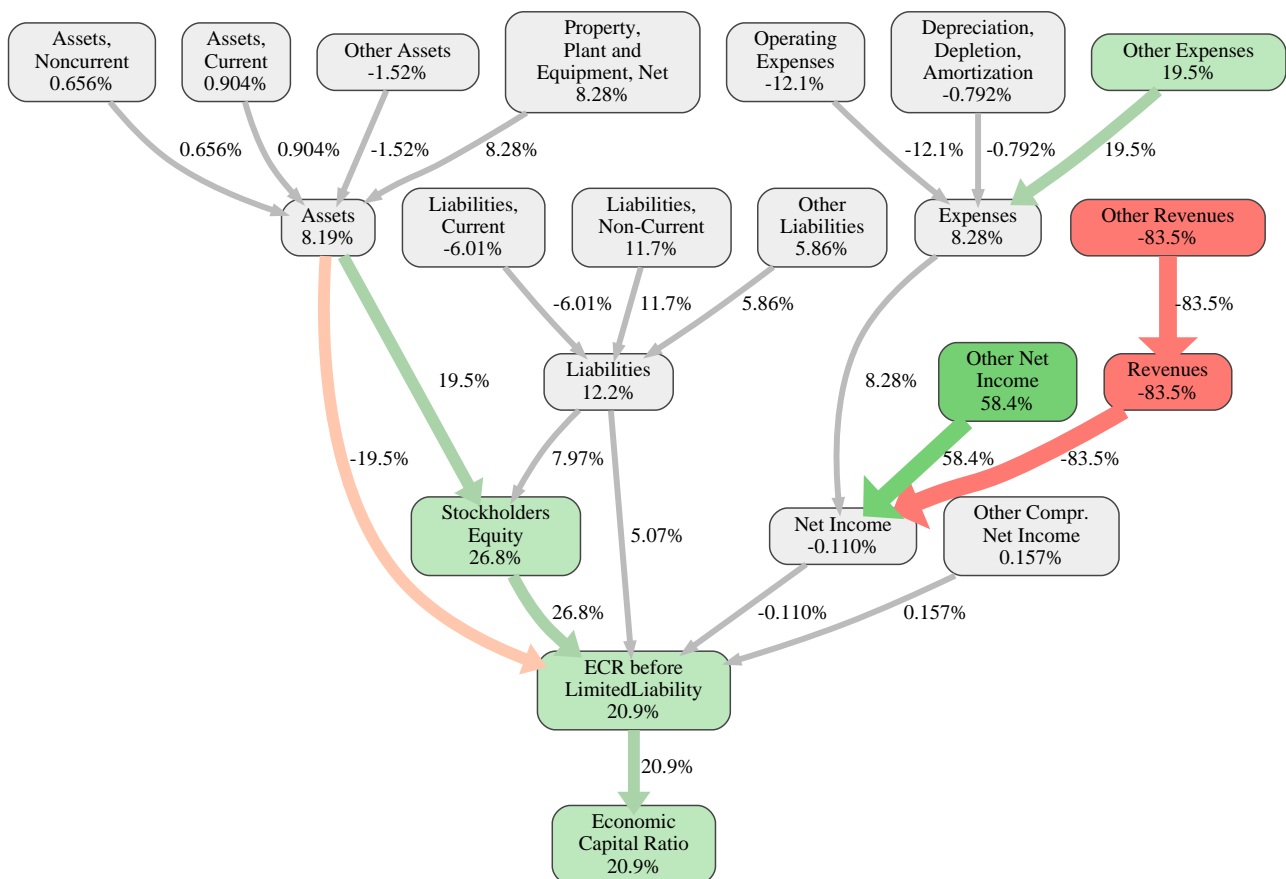 Assets,
Noncurrent
0.656%
Assets,
Current
0.904%
Other Assets
-1.52%
Property,
Plant and
Equipment, Net
8.28%
Operating
Expenses
-12.1%
Depreciation,
Depletion,
Amortization
-0.792%
Other Expenses
19.5%
0.656%
0.904%
-1.52%
8.28%
-12.1%
-0.792%
19.5%
Assets
8.19%
Liabilities,
Current
-6.01%
Liabilities,
Non-Current
11.7%
Other
Liabilities
5.86%
Expenses
8.28%
Other Revenues
-83.5%
-6.01%
11.7%
5.86%
-83.5%
19.5%
Liabilities
12.2%
8.28%
Other Net
Income
58.4%
Revenues
-83.5%
-19.5%
7.97%
58.4%
-83.5%
Stockholders
Equity
26.8%
5.07%
Net Income
-0.110%
Other Compr.
Net Income
0.157%
26.8%
-0.110%
0.157%
ECR before
LimitedLiability
20.9%
20.9%
Economic
Capital Ratio
20.9%